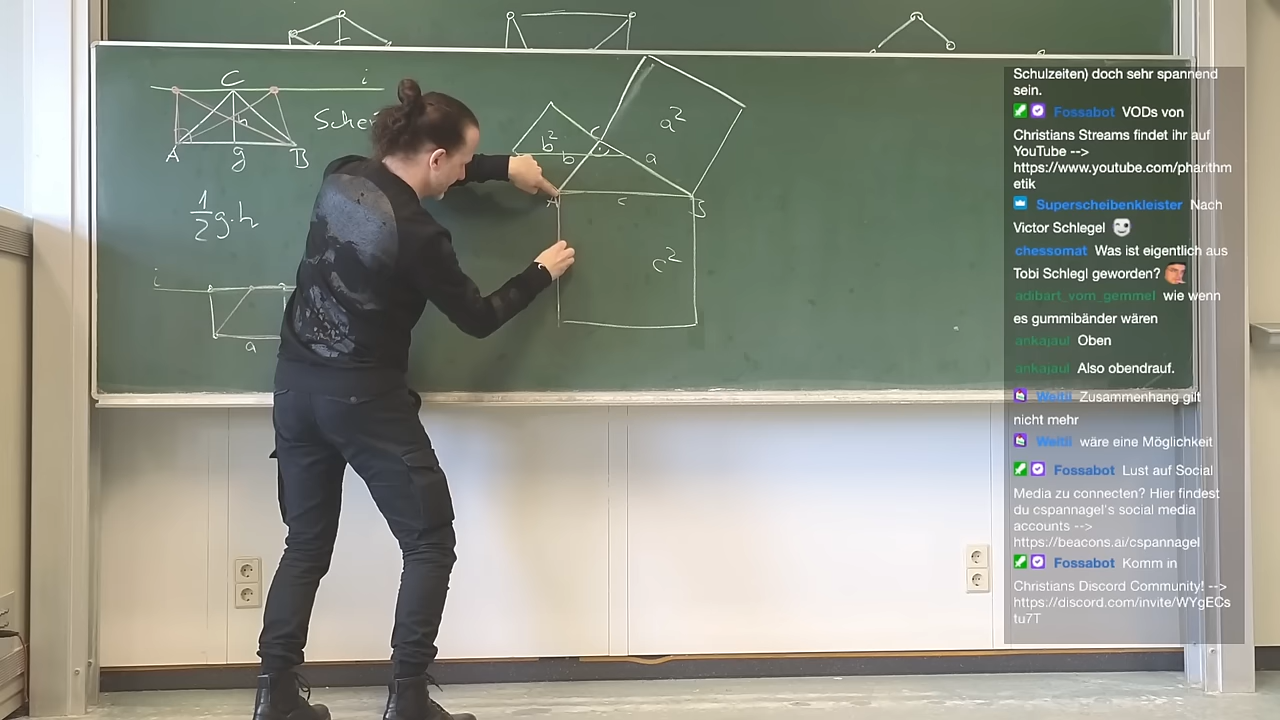 C
i
Sche
h
A
g
B
1/2 g·h
i
a
b²
b
C
a
a²
A
c
B
c²
Schulzeiten) doch sehr spannend
sein.
Fossabot VODs von
Christians Streams findet ihr auf
YouTube -->
https://www.youtube.com/pharithm
etik
Superscheibenkleister Nach
Victor Schlegel
chessomat Was ist eigentlich aus
Tobi Schlegl geworden?
adibart_vom_gemmel wie wenn
es gummibänder wären
ankajaul Oben
ankajaul Also obendrauf.
Weitli Zusammenhang gilt
nicht mehr
Weitli wäre eine Möglichkeit
Fossabot Lust auf Social
Media zu connecten? Hier findest
du cspannagel's social media
accounts -->
https://beacons.ai/cspannagel
Fossabot Komm in
Christians Discord Community! -->
https://discord.com/invite/WYgECs
tu7T